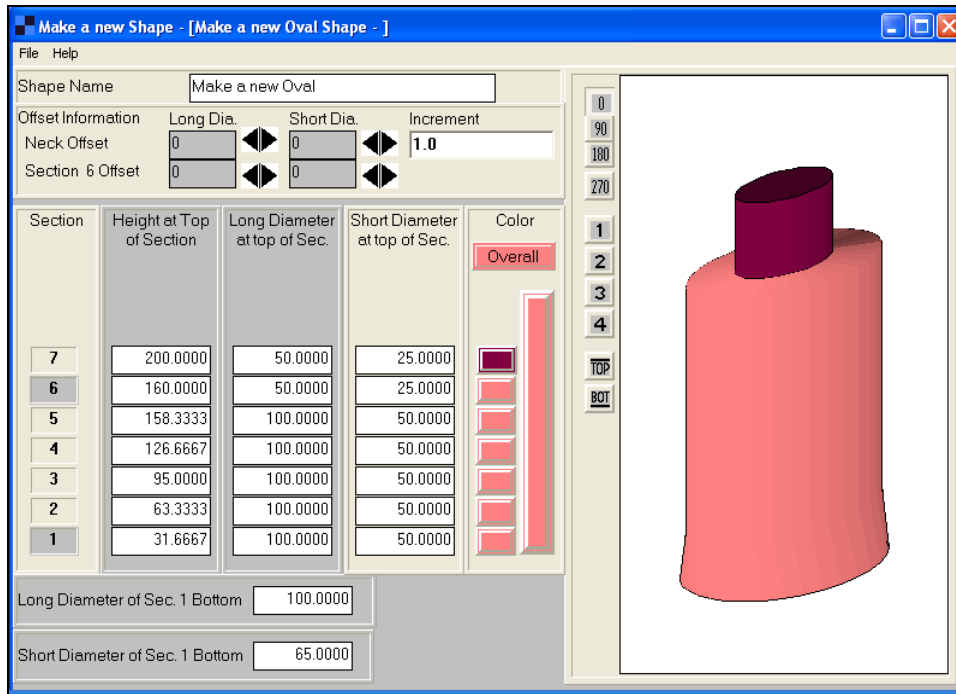 Make a new Shape - [Make a new Oval Shape - ]
File Help
Shape Name Make a new Oval
Offset Information Long Dia. Short Dia. Increment
Neck Offset 0 0 1.0
Section 6 Offset 0 0
Section Height at Top of Section Long Diameter at top of Sec. Short Diameter at top of Sec. Color
Overall
7 200.0000 50.0000 25.0000
6 160.0000 50.0000 25.0000
5 158.3333 100.0000 50.0000
4 126.6667 100.0000 50.0000
3 95.0000 100.0000 50.0000
2 63.3333 100.0000 50.0000
1 31.6667 100.0000 50.0000
Long Diameter of Sec. 1 Bottom 100.0000
Short Diameter of Sec. 1 Bottom 65.0000
0
90
180
270
1
2
3
4
TOP
BOT